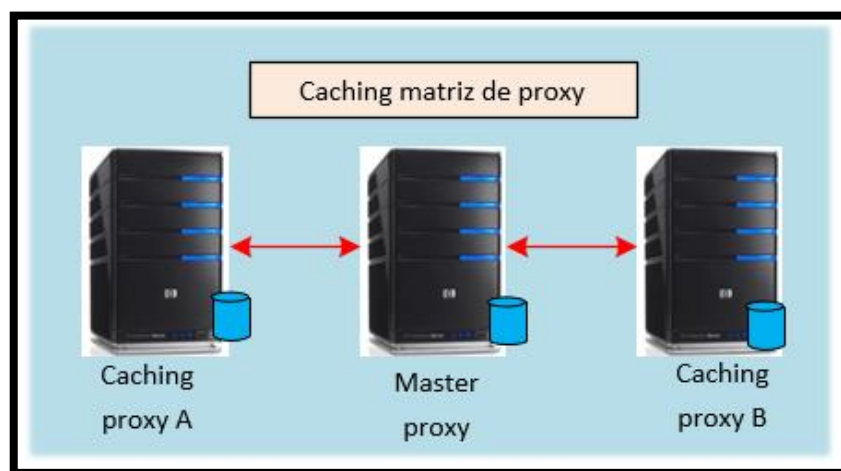 Caching matriz de proxy
Caching
proxy A
Master
proxy
Caching
proxy B